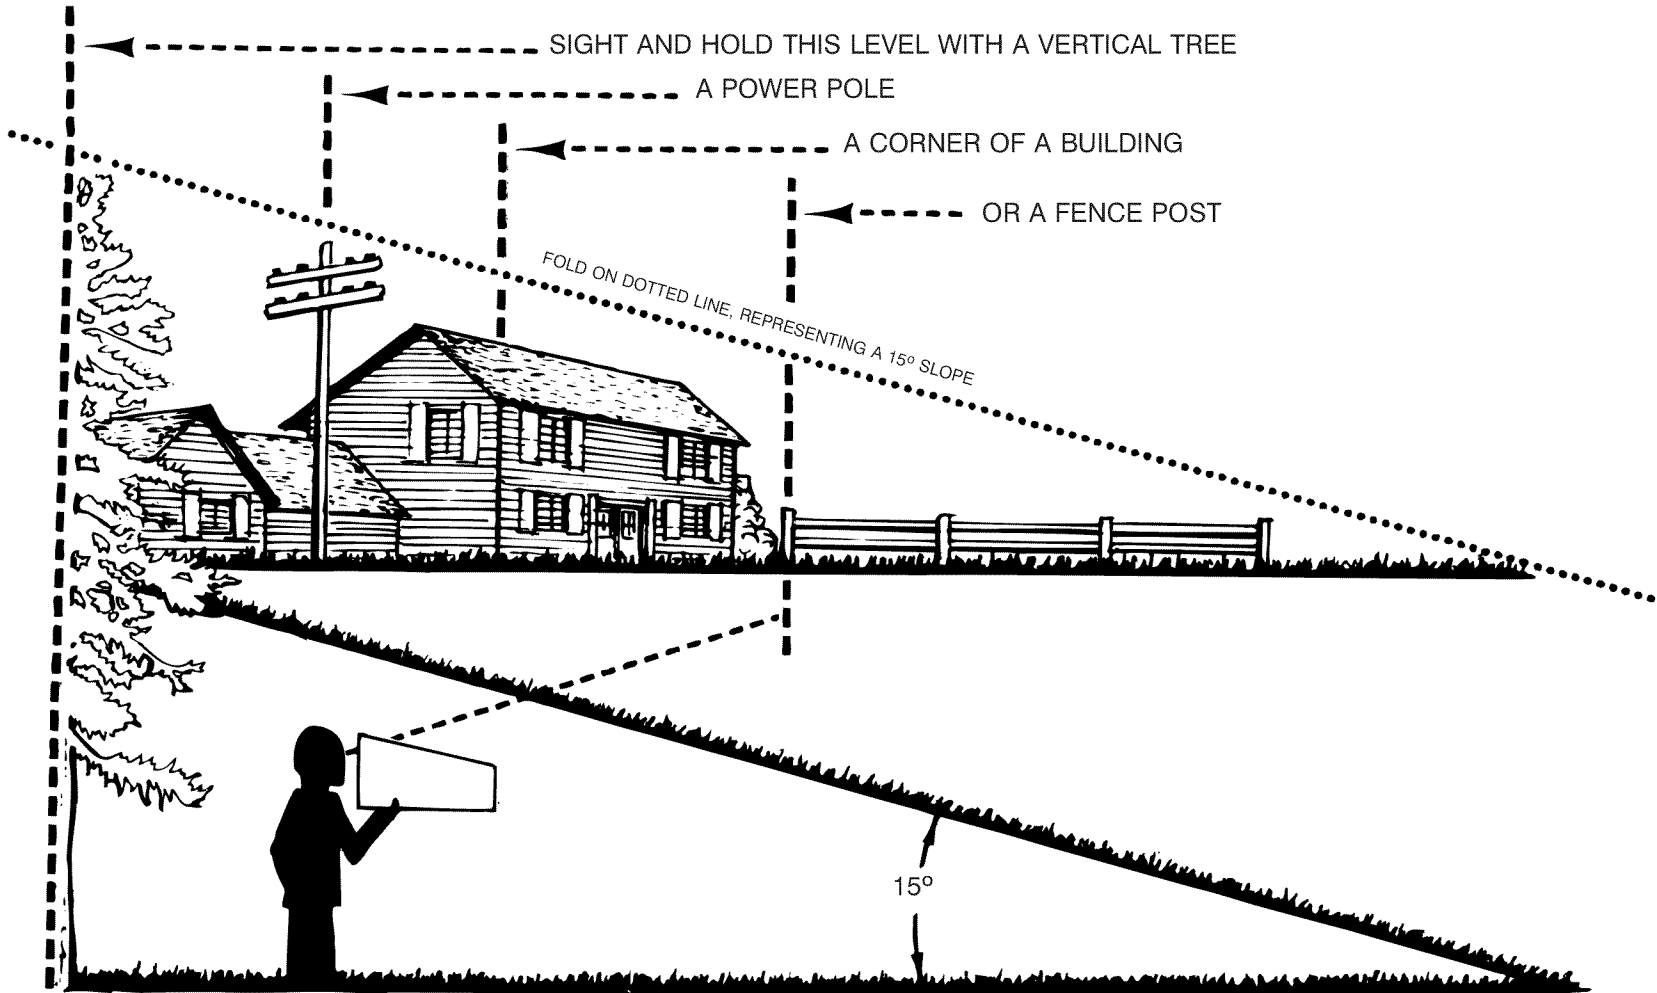 SIGHT AND HOLD THIS LEVEL WITH A VERTICAL TREE
A POWER POLE
A CORNER OF A BUILDING
OR A FENCE POST
FOLD ON DOTTED LINE, REPRESENTING A 15º SLOPE
15º